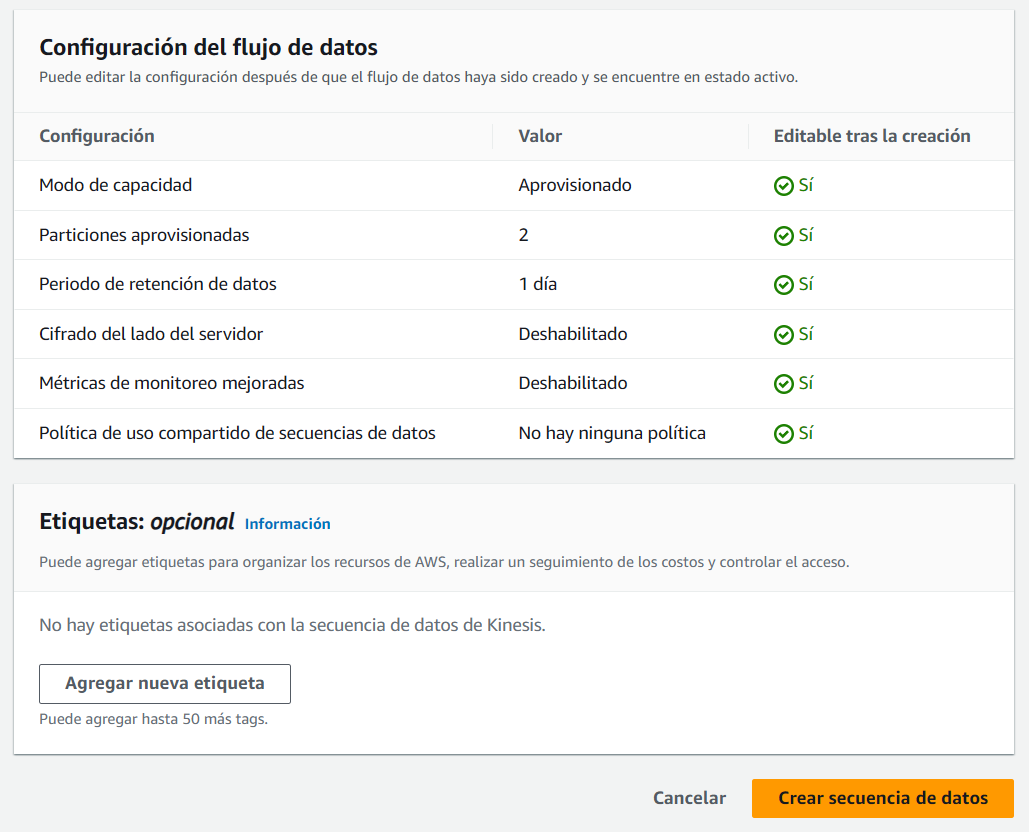 Configuración del flujo de datos
Puede editar la configuración después de que el flujo de datos haya sido creado y se encuentre en estado activo.
Configuración Valor Editable tras la creación
Modo de capacidad Aprovisionado Sí
Particiones aprovisionadas 2 Sí
Periodo de retención de datos 1 día Sí
Cifrado del lado del servidor Deshabilitado Sí
Métricas de monitoreo mejoradas Deshabilitado Sí
Política de uso compartido de secuencias de datos No hay ninguna política Sí
Etiquetas: opcional Información
Puede agregar etiquetas para organizar los recursos de AWS, realizar un seguimiento de los costos y controlar el acceso.
No hay etiquetas asociadas con la secuencia de datos de Kinesis.
Agregar nueva etiqueta
Puede agregar hasta 50 más tags.
Cancelar Crear secuencia de datos